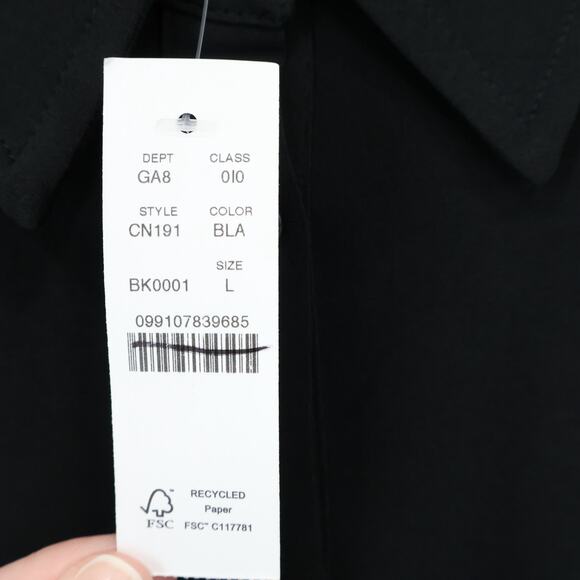 DEPT CLASS
GA8 010
STYLE COLOR
CN191 BLA
SIZE
BK0001 L
099107839685
RECYCLED
Paper
FSC FSC™ C117781